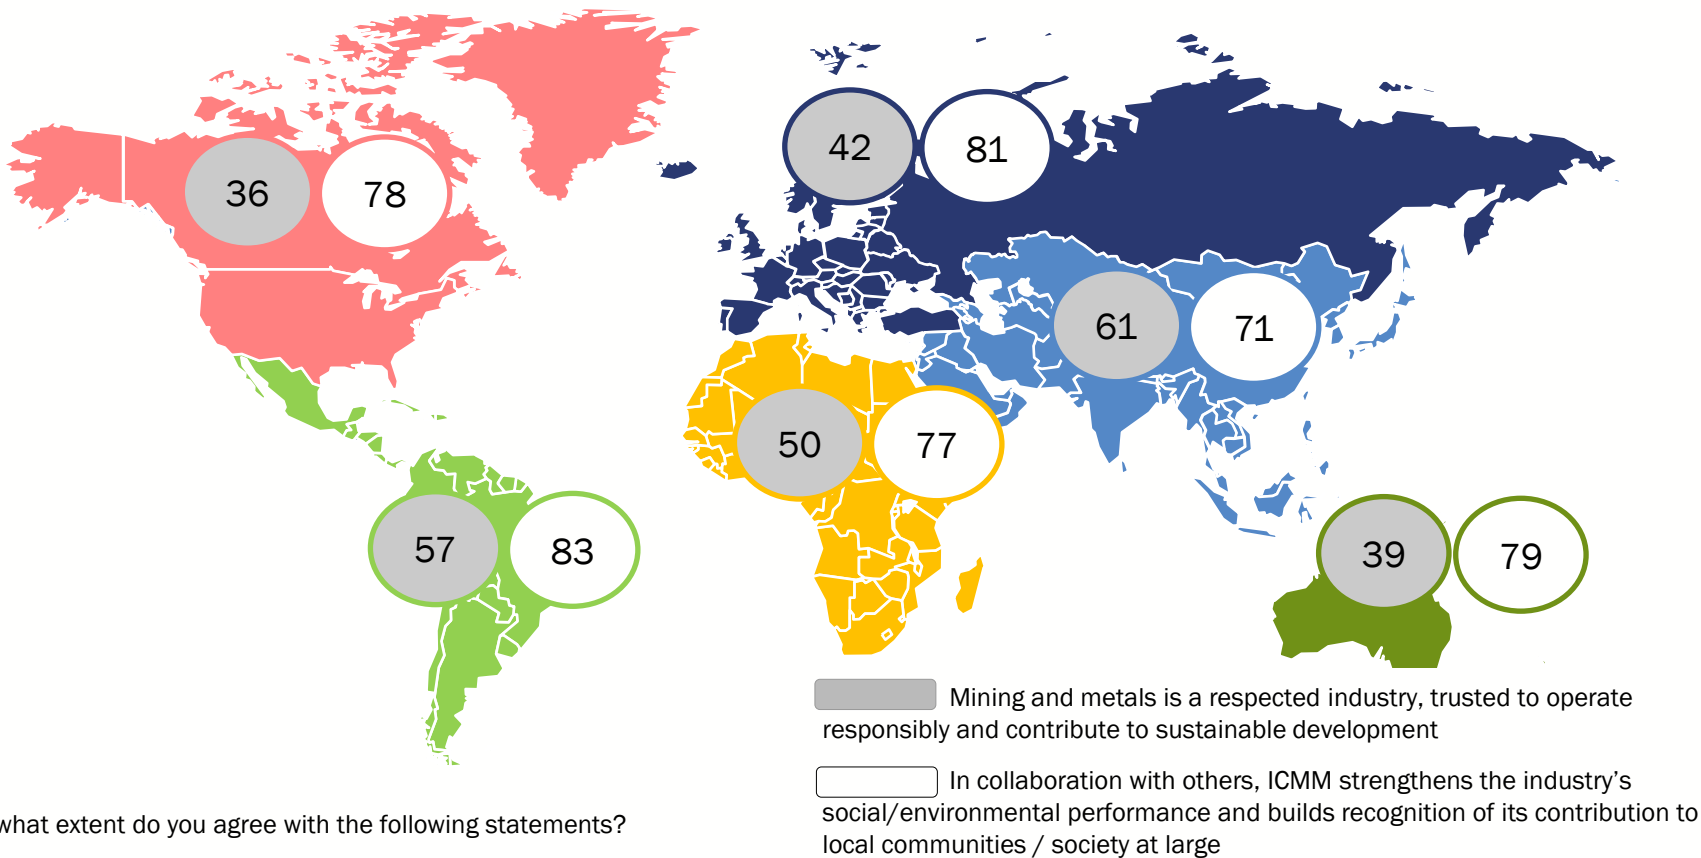 42 81
36 78
61 71
50 77
57 83
39 79
Mining and metals is a respected industry, trusted to operate
responsibly and contribute to sustainable development
In collaboration with others, ICMM strengthens the industry's
social/environmental performance and builds recognition of its contribution to
local communities / society at large
what extent do you agree with the following statements?